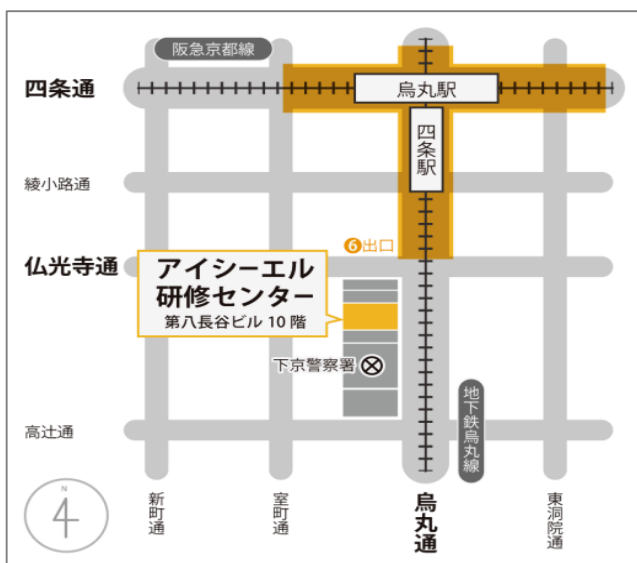 阪急京都線
四条通
烏丸駅
四条駅
綾小路通
❻出口
仏光寺通
アイシーエル
研修センター
第八長谷ビル 10 階
下京警察署
地下鉄烏丸線
高辻通
N
新町通
室町通
烏丸通
東洞院通